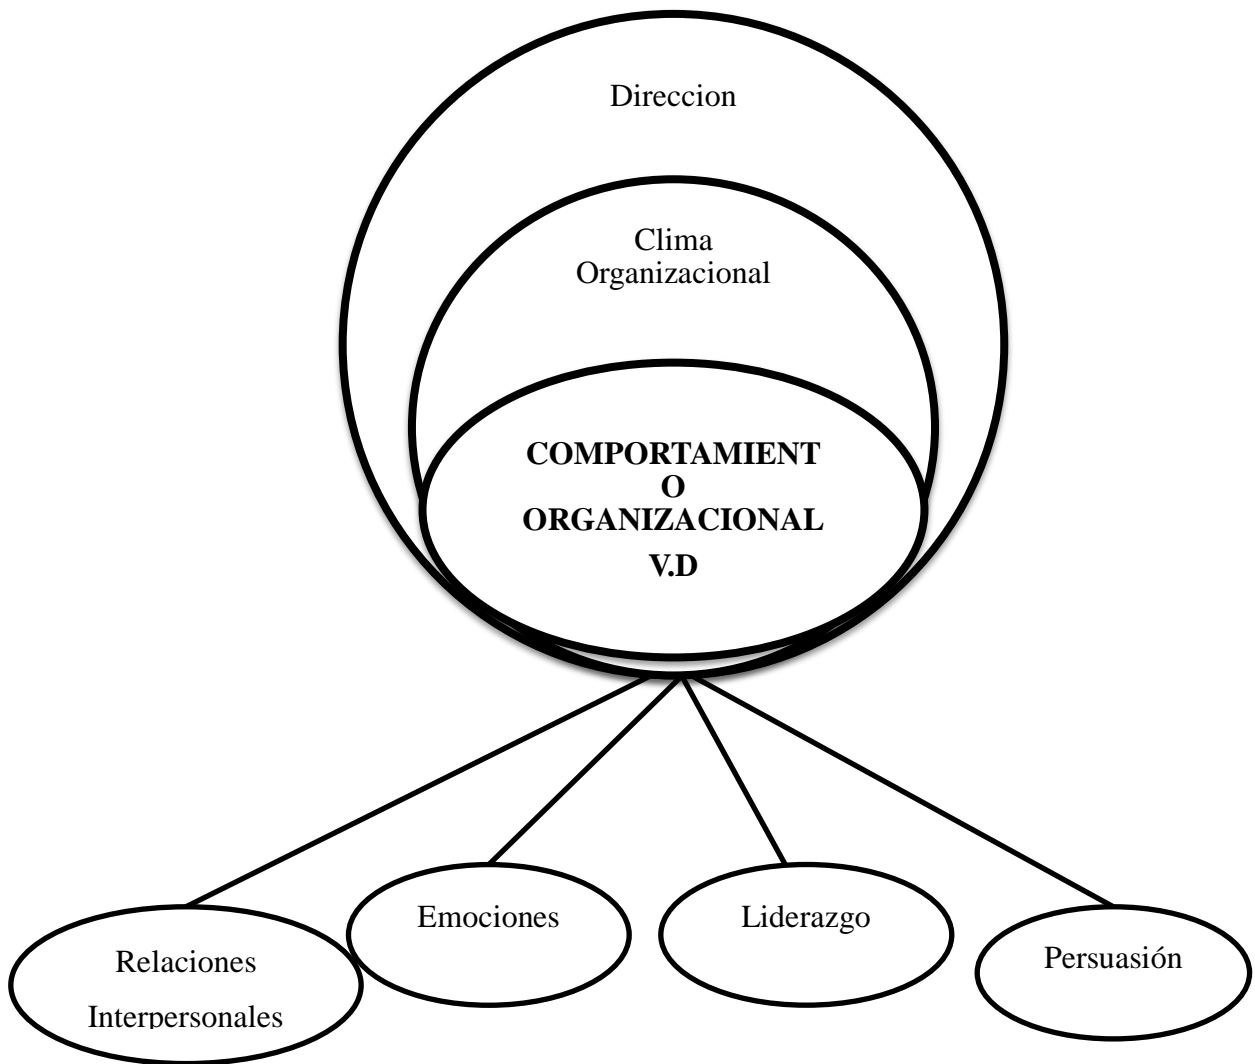 Direccion
Clima
Organizacional
COMPORTAMIENT
O
ORGANIZACIONAL
V.D
Emociones
Liderazgo
Relaciones
Interpersonales
Persuasión